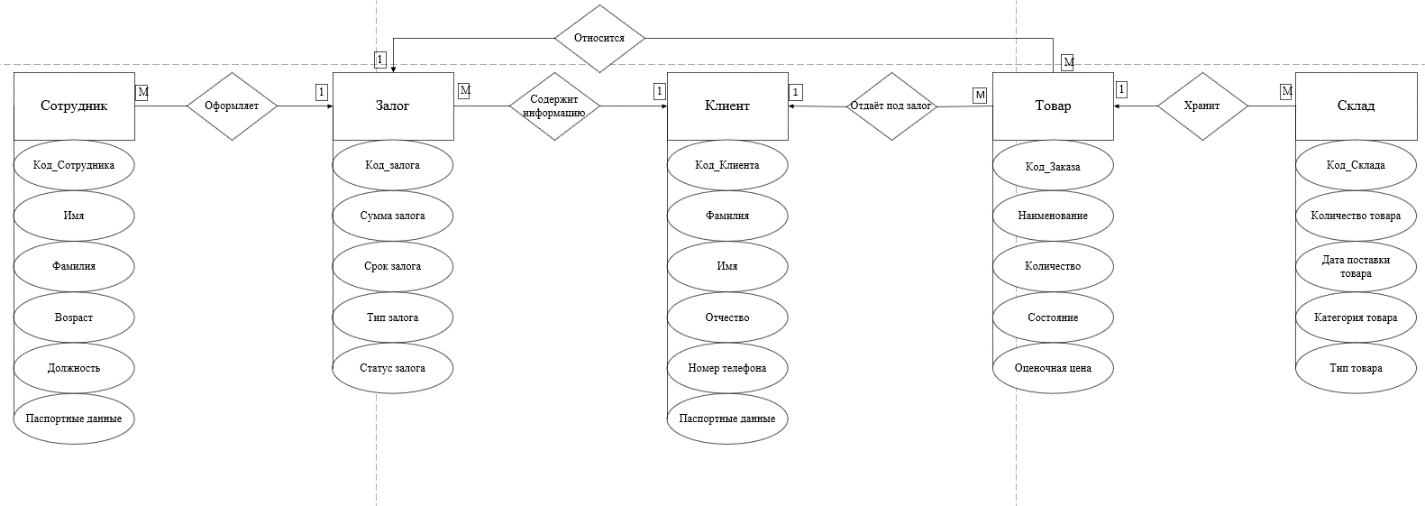 Относится
1
M
Сотрудник
M
Оформляет
1
Залог
M
Содержит
информацию
1
Клиент
1
Отдаёт под залог
M
Товар
1
Хранит
M
Склад
Код_Сотрудника
Имя
Фамилия
Возраст
Должность
Паспортные данные
Код_залога
Сумма залога
Срок залога
Тип залога
Статус залога
Код_Клиента
Фамилия
Имя
Отчество
Номер телефона
Паспортные данные
Код_Заказа
Наименование
Количество
Состояние
Оценочная цена
Код_Склада
Количество товара
Дата поставки
товара
Категория товара
Тип товара